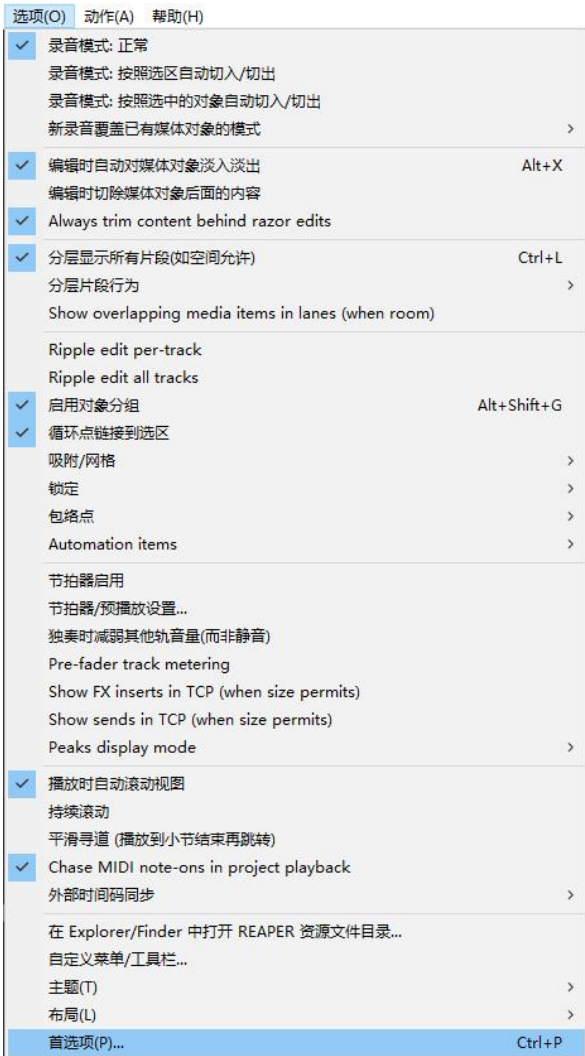 选项(O) 动作(A) 帮助(H)
录音模式: 正常
录音模式: 按照选区自动切入/切出
录音模式: 按照选中的对象自动切入/切出
新录音覆盖已有媒体对象的模式
编辑时自动对媒体对象淡入淡出 Alt+X
编辑时切除媒体对象后面的内容
Always trim content behind razor edits
分层显示所有片段(如空间允许) Ctrl+L
分层片段行为
Show overlapping media items in lanes (when room)
Ripple edit per-track
Ripple edit all tracks
启用对象分组 Alt+Shift+G
循环点链接到选区
吸附/网格
锁定
包络点
Automation items
节拍器启用
节拍器/预播放设置...
独奏时减弱其他轨音量(而非静音)
Pre-fader track metering
Show FX inserts in TCP (when size permits)
Show sends in TCP (when size permits)
Peaks display mode
播放时自动滚动视图
持续滚动
平滑寻道 (播放到小节结束再跳转)
Chase MIDI note-ons in project playback
外部时间码同步
在 Explorer/Finder 中打开 REAPER 资源文件目录...
自定义菜单/工具栏...
主题(T)
布局(L)
首选项(P)... Ctrl+P